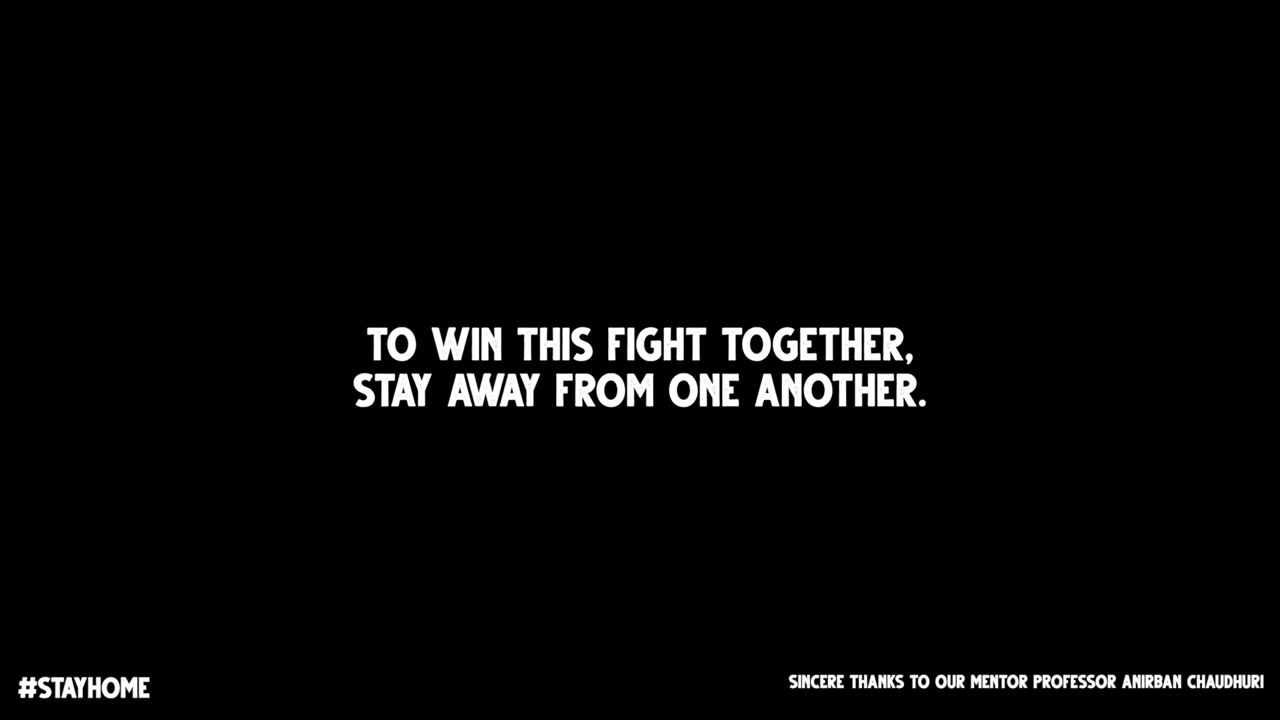 TO WIN THIS FIGHT TOGETHER,
STAY AWAY FROM ONE ANOTHER.
#STAYHOME
SINCERE THANKS TO OUR MENTOR PROFESSOR ANIRBAN CHAUDHURI